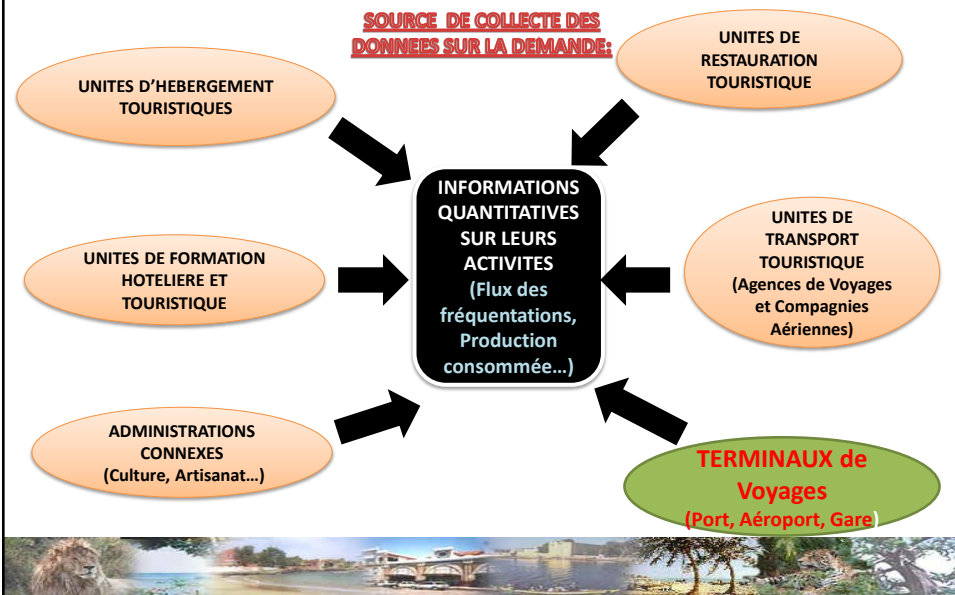 SOURCE DE COLLECTE DES
DONNEES SUR LA DEMANDE:
UNITES D'HEBERGEMENT
TOURISTIQUES
UNITES DE
RESTAURATION
TOURISTIQUE
INFORMATIONS
QUANTITATIVES
SUR LEURS
ACTIVITES
(Flux des
fréquentations,
Production
consommée...)
UNITES DE FORMATION
HOTELIERE ET
TOURISTIQUE
UNITES DE
TRANSPORT
TOURISTIQUE
(Agences de Voyages
et Compagnies
Aériennes)
ADMINISTRATIONS
CONNEXES
(Culture, Artisanat...)
TERMINAUX de
Voyages
(Port, Aéroport, Gare)